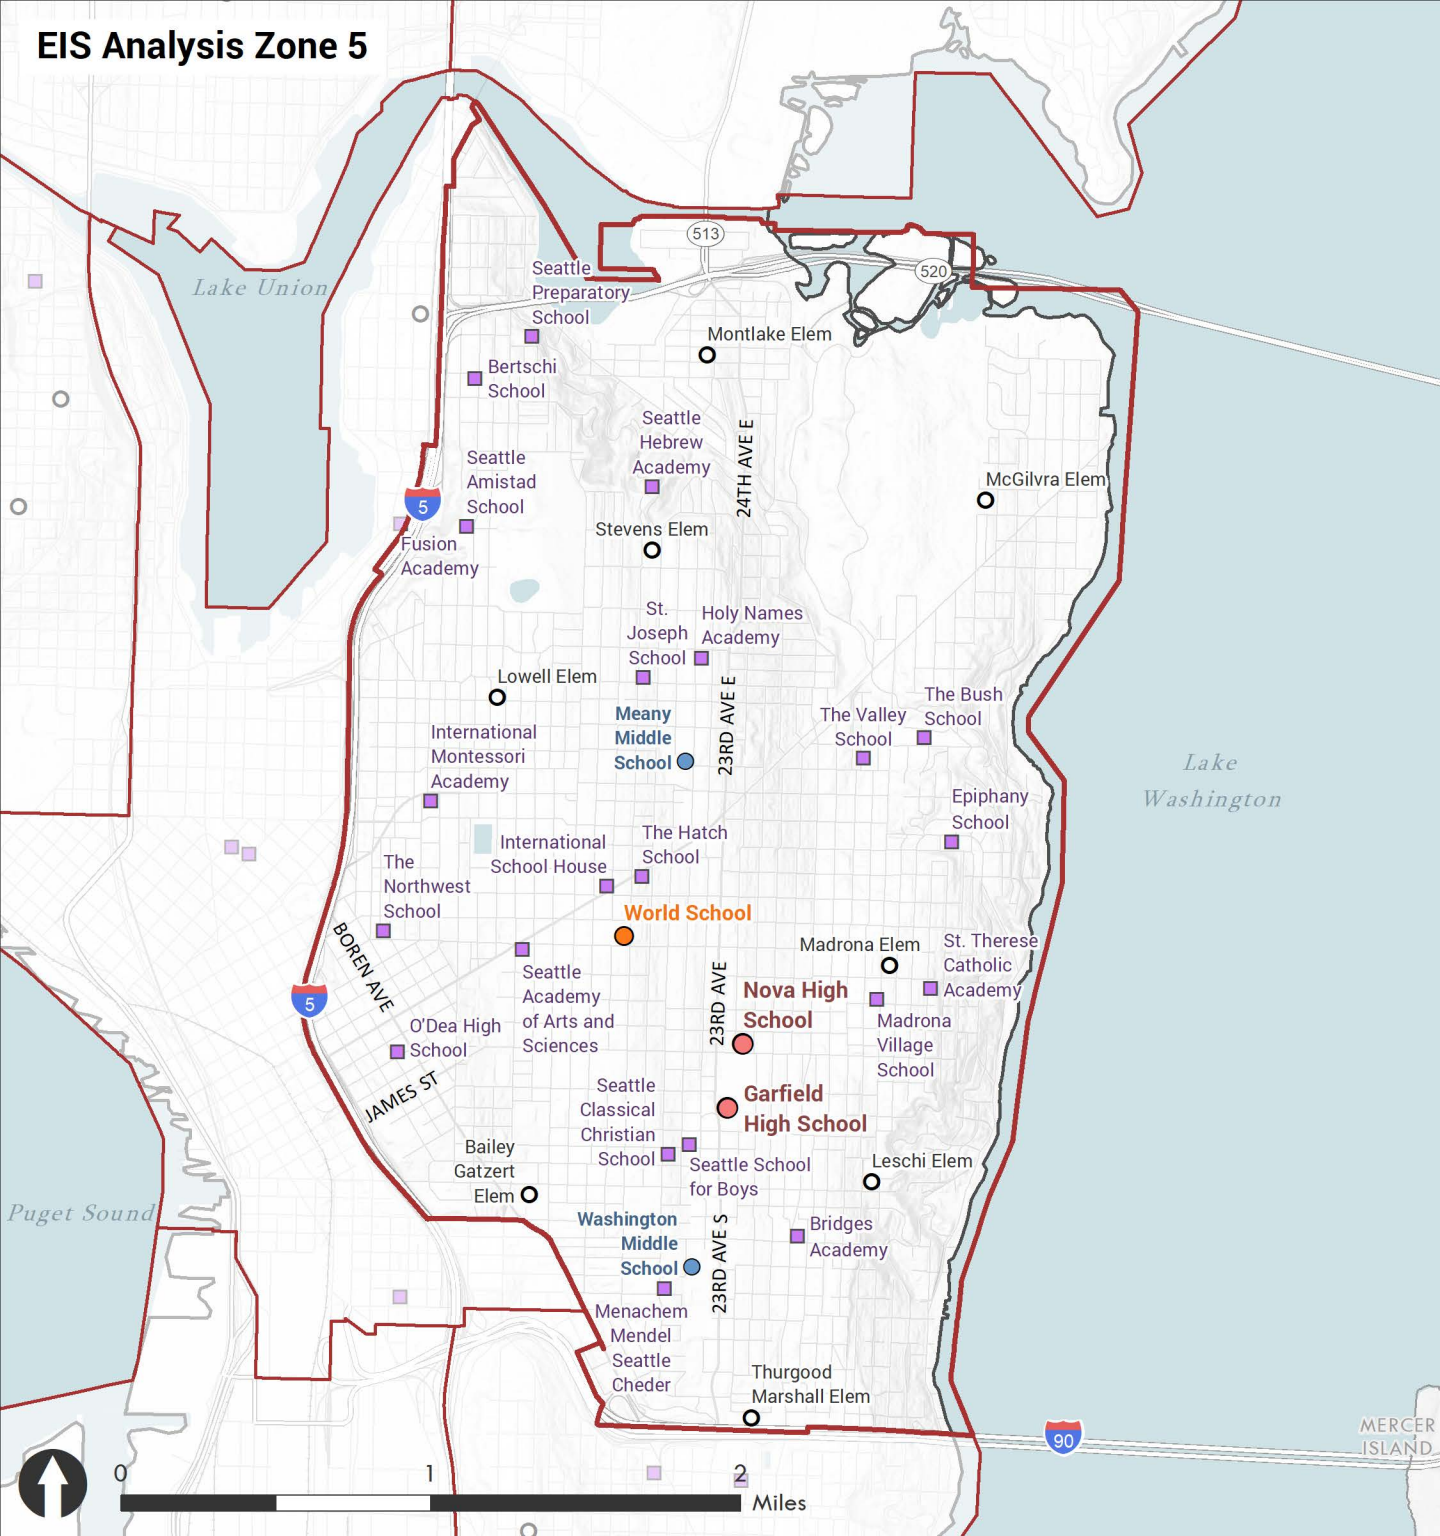 EIS Analysis Zone 5
Lake Union
513
520
Seattle
Preparatory
School
Montlake Elem
Bertschi
School
Seattle
Hebrew
Academy
24TH AVE E
Seattle
Amistad
School
McGilvra Elem
5
Stevens Elem
Fusion
Academy
St.
Joseph
School
Holy Names
Academy
Lowell Elem
23RD AVE E
The Bush
School
The Valley
School
Meany
Middle
School
International
Montessori
Academy
Lake
Washington
Epiphany
School
International
School House
The Hatch
School
The
Northwest
School
World School
BOREN AVE
Madrona Elem
St. Therese
Catholic
Academy
Seattle
Academy
of Arts and
Sciences
23RD AVE
Nova High
School
5
O'Dea High
School
Madrona
Village
School
JAMES ST
Seattle
Classical
Christian
School
Garfield
High School
Bailey
Gatzert
Elem
Seattle School
for Boys
Leschi Elem
Puget Sound
Washington
Middle
School
23RD AVE S
Bridges
Academy
Menachem
Mendel
Seattle
Cheder
Thurgood
Marshall Elem
90
MERCER
ISLAND
0
1
2
Miles